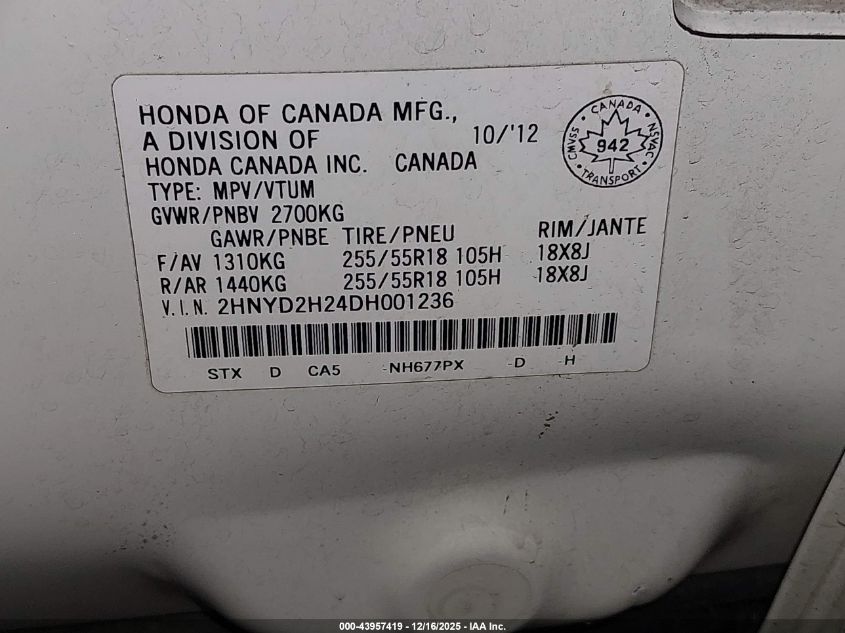 HONDA OF CANADA MFG.,
A DIVISION OF 10/'12
HONDA CANADA INC. CANADA
TYPE: MPV/VTUM
GVWR/PNBV 2700KG
GAWR/PNBE TIRE/PNEU RIM/JANTE
F/AV 1310KG 255/55R18 105H 18X8J
R/AR 1440KG 255/55R18 105H 18X8J
V.I.N. 2HNYD2H24DH001236
STX D CA5 NH677PX D H
CANADA
CMVSS 942 NSVAC
TRANSPORT
000-43957419 - 12/16/2025 - IAA Inc.